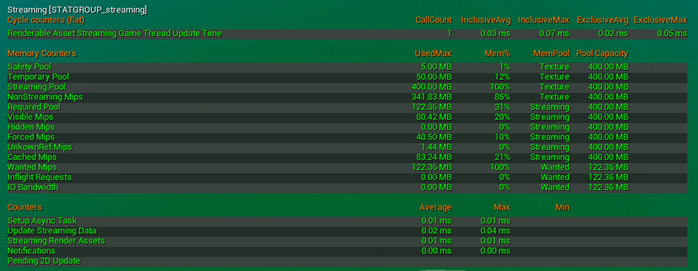 Streaming [STATGROUP_streaming]
Cycle counters (flat) CallCount InclusiveAvg InclusiveMax ExclusiveAvg ExclusiveMax
Renderable Asset Streaming Game Thread Update Time 1 0.03 ms 0.07 ms 0.02 ms 0.05 ms
Memory Counters UsedMax Mem% MemPool Pool Capacity
Safety Pool 5.00 MB 1% Texture 400.00 MB
Temporary Pool 50.00 MB 12% Texture 400.00 MB
Streaming Pool 400.00 MB 100% Texture 400.00 MB
NonStreaming Mips 341.83 MB 85% Texture 400.00 MB
Required Pool 122.36 MB 31% Streaming 400.00 MB
Visible Mips 80.42 MB 20% Streaming 400.00 MB
Hidden Mips 0.00 MB 0% Streaming 400.00 MB
Forced Mips 40.50 MB 10% Streaming 400.00 MB
UnkownRef Mips 1.44 MB 0% Streaming 400.00 MB
Cached Mips 83.24 MB 21% Streaming 400.00 MB
Wanted Mips 122.36 MB 100% Wanted 122.36 MB
Inflight Requests 0.00 MB 0% Wanted 122.36 MB
IO Bandwidth 0.00 MB 0% Wanted 122.36 MB
Counters Average Max Min
Setup Async Task 0.01 ms 0.01 ms
Update Streaming Data 0.02 ms 0.04 ms
Streaming Render Assets 0.01 ms 0.01 ms
Notifications 0.00 ms 0.00 ms
Pending 2D Update